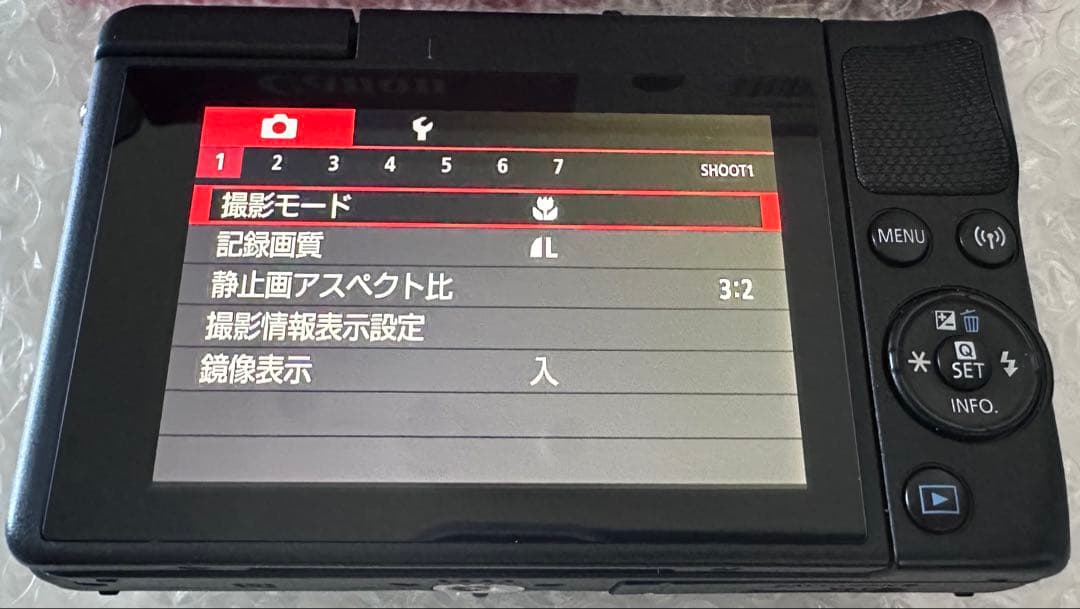 1 2 3 4 5 6 7 SHOOT1
撮影モード
記録画質 L
静止画アスペクト比 3:2
撮影情報表示設定
鏡像表示 入
MENU
Q
SET
INFO.
Canon